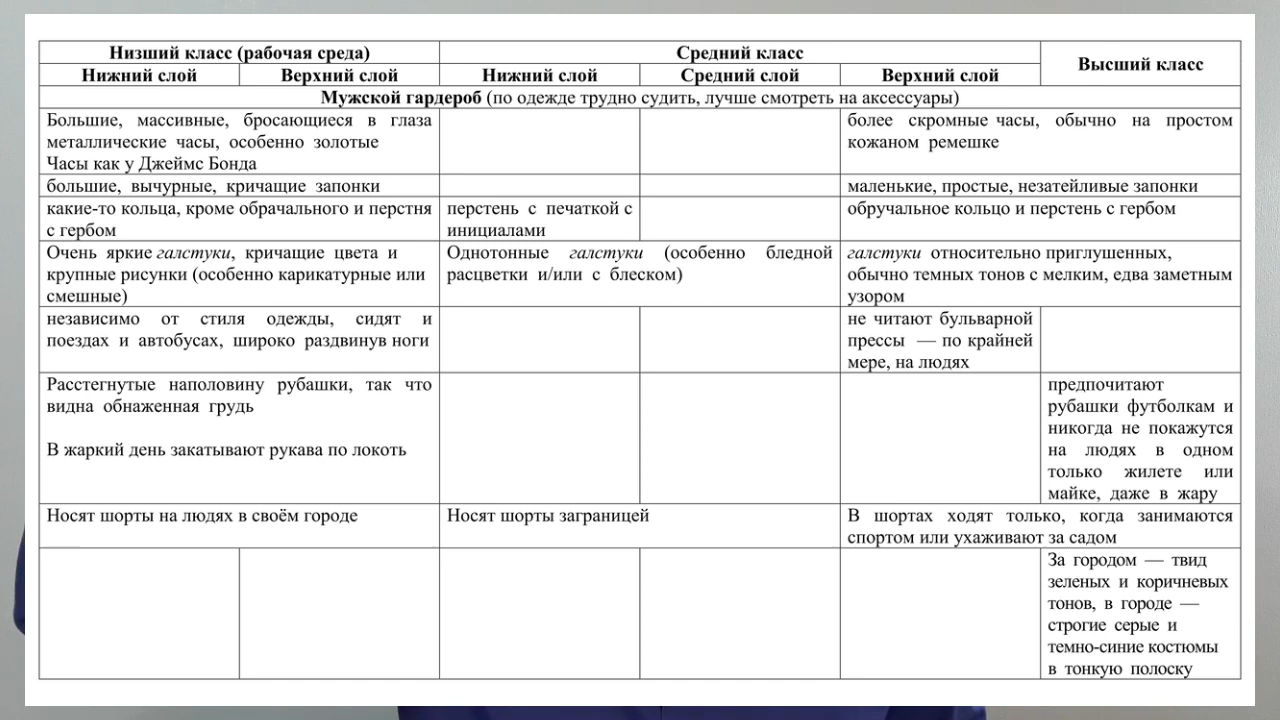 Низший класс (рабочая среда)
Средний класс
Высший класс
Нижний слой
Верхний слой
Нижний слой
Средний слой
Верхний слой
Мужской гардероб (по одежде трудно судить, лучше смотреть на аксессуары)
Большие, массивные, бросающиеся в глаза
металлические часы, особенно золотые
Часы как у Джеймс Бонда
более скромные часы, обычно на простом
кожаном ремешке
большие, вычурные, кричащие запонки
маленькие, простые, незатейливые запонки
какие-то кольца, кроме обрачального и перстня
с гербом
перстень с печаткой с
инициалами
обручальное кольцо и перстень с гербом
Очень яркие галстуки, кричащие цвета и
крупные рисунки (особенно карикатурные или
смешные)
Однотонные галстуки (особенно бледной
расцветки и/или с блеском)
галстуки относительно приглушенных,
обычно темных тонов с мелким, едва заметным
узором
независимо от стиля одежды, сидят и
поездах и автобусах, широко раздвинув ноги
не читают бульварной
прессы — по крайней
мере, на людях
Расстегнутые наполовину рубашки, так что
видна обнаженная грудь
В жаркий день закатывают рукава по локоть
предпочитают
рубашки футболкам и
никогда не покажутся
на людях в одном
только жилете или
майке, даже в жару
Носят шорты на людях в своём городе
Носят шорты заграницей
В шортах ходят только, когда занимаются
спортом или ухаживают за садом
За городом — твид
зеленых и коричневых
тонов, в городе —
строгие серые и
темно-синие костюмы
в тонкую полоску